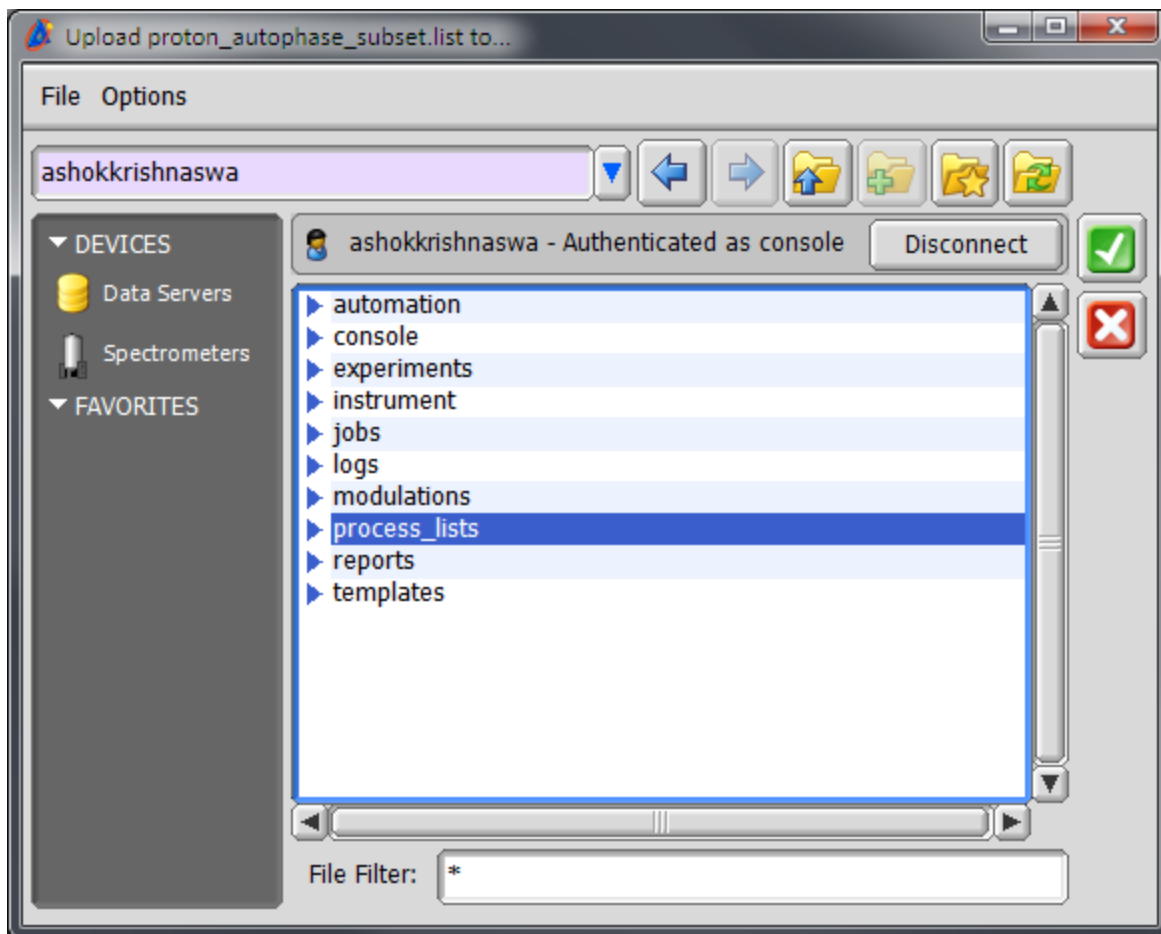 Upload proton_autophase_subset.list to...
File Options
ashokkrishnaswa
DEVICES
Data Servers
Spectrometers
FAVORITES
ashokkrishnaswa - Authenticated as console
Disconnect
automation
console
experiments
instrument
jobs
logs
modulations
process_lists
reports
templates
File Filter: *